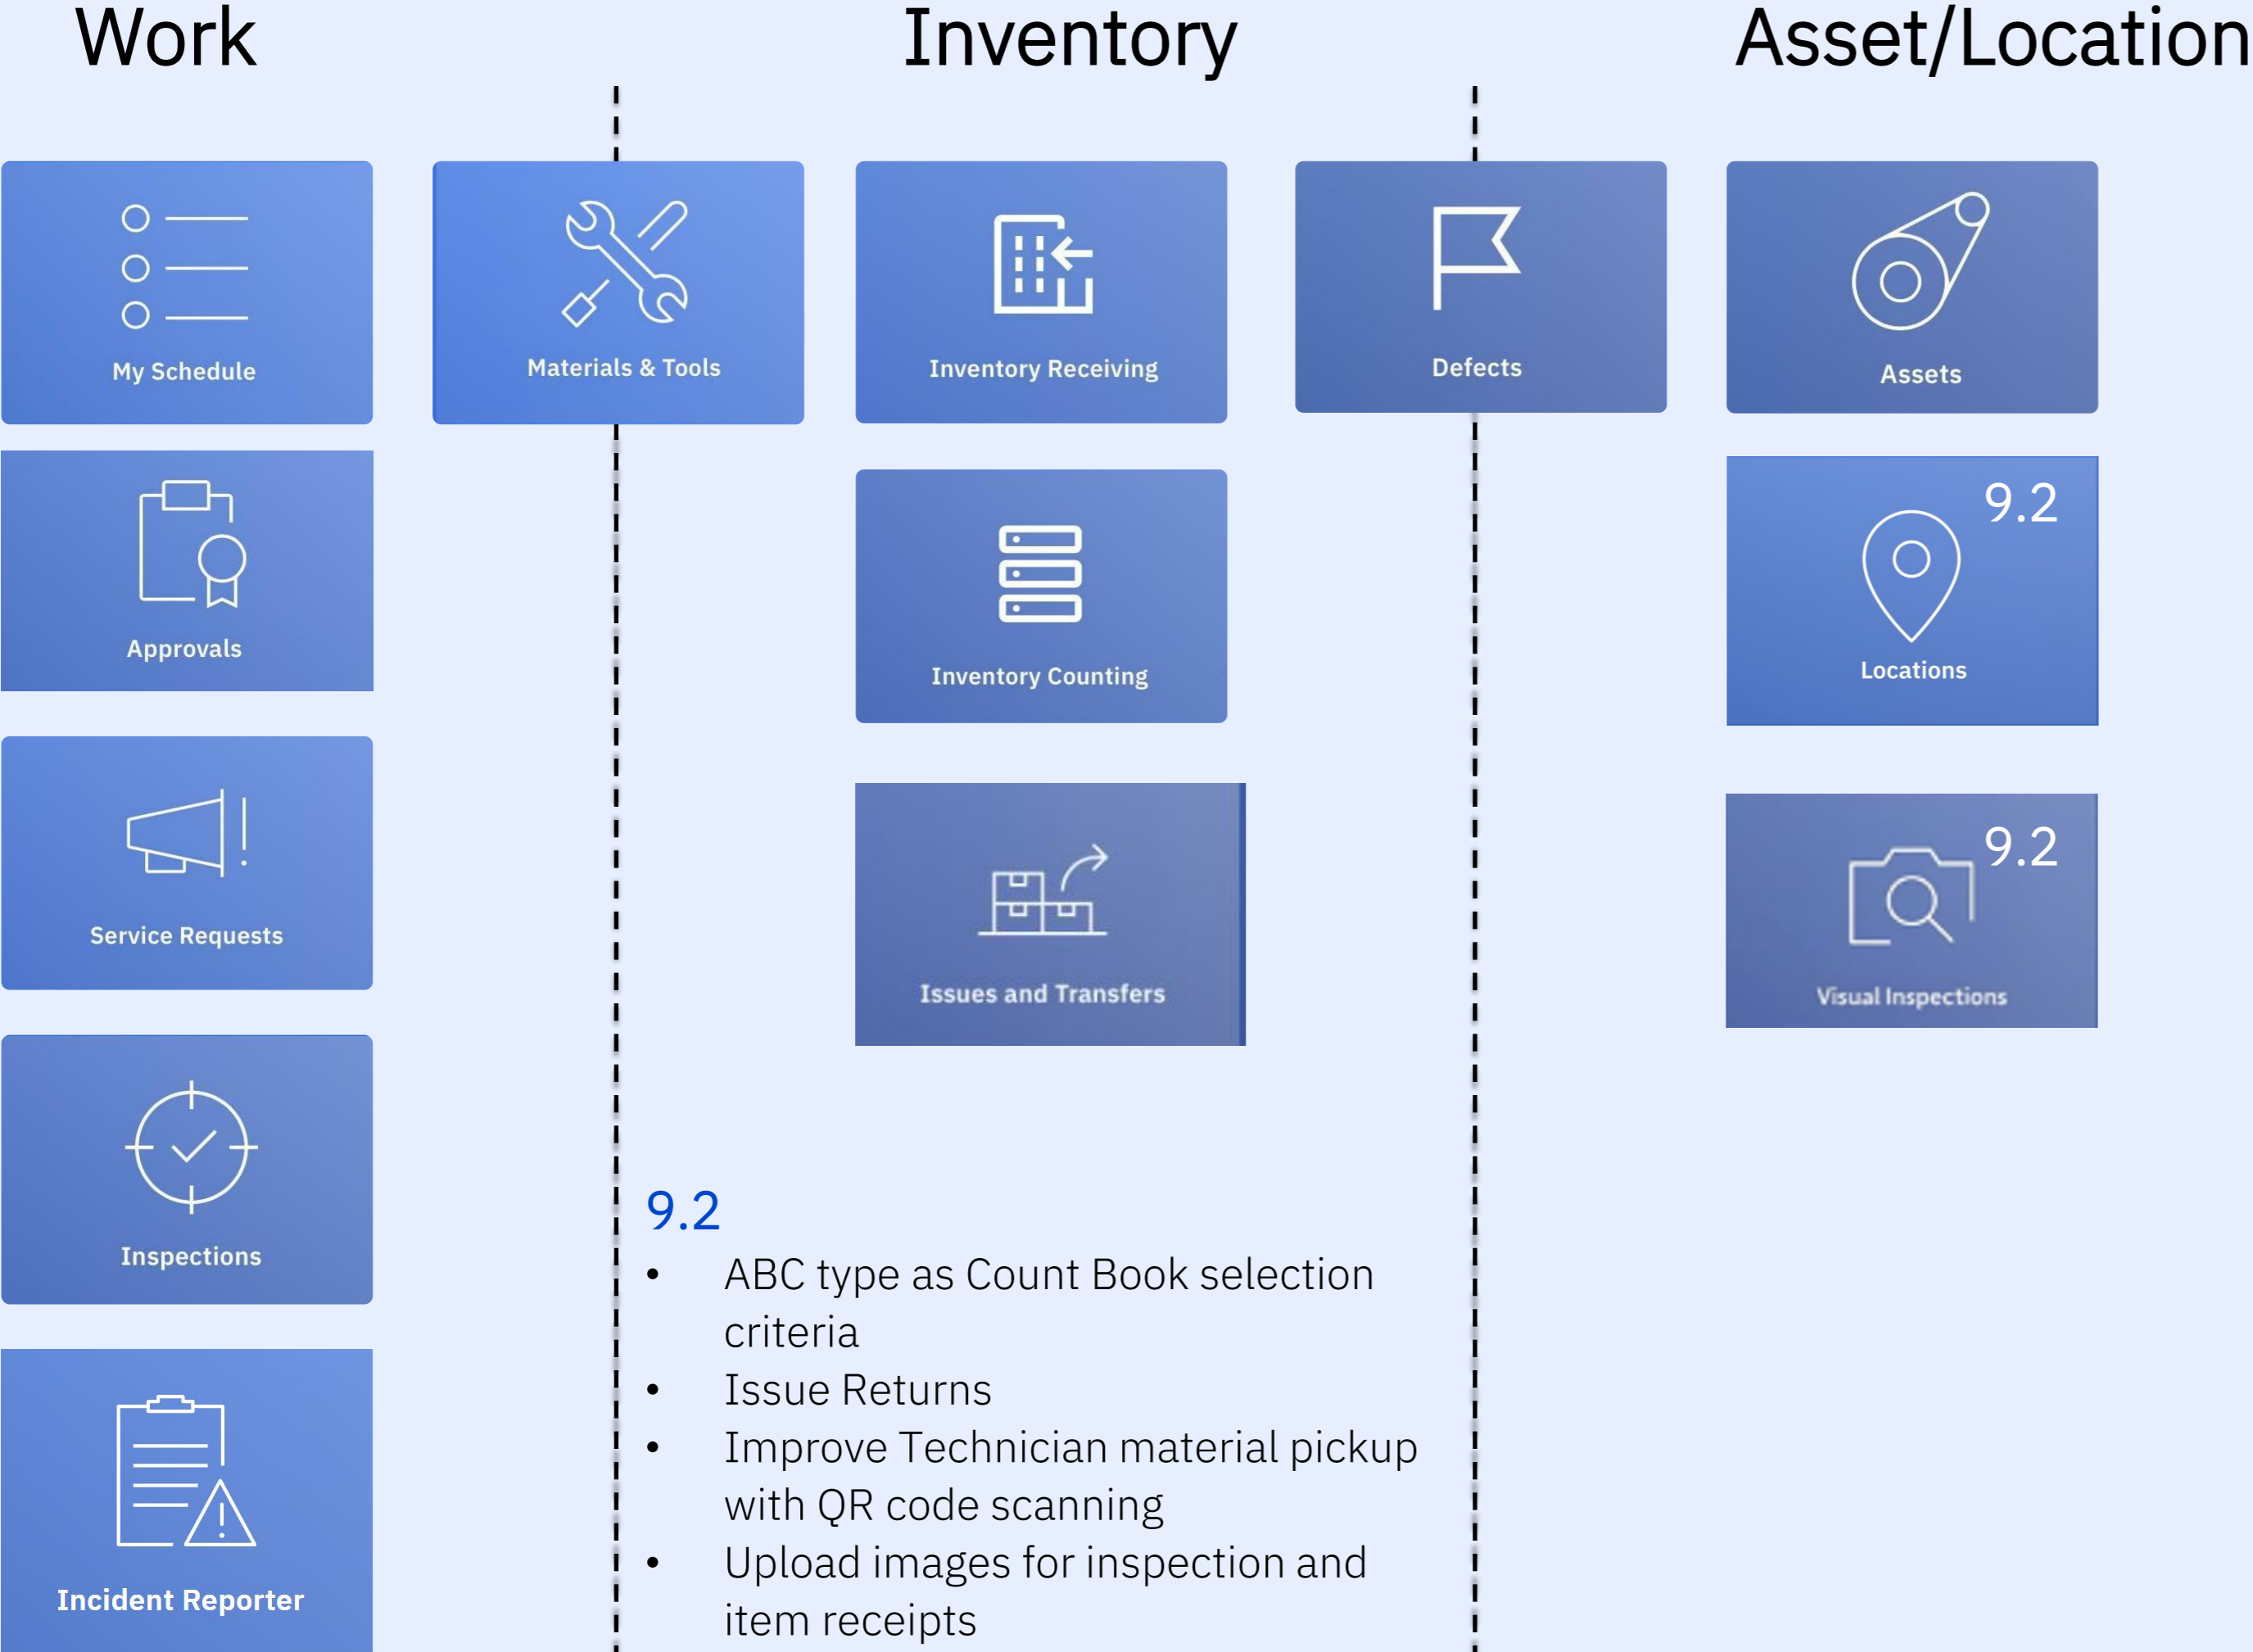 Work
Inventory
Asset/Location
My Schedule
Materials & Tools
Inventory Receiving
Defects
Assets
Approvals
Inventory Counting
9.2
Locations
Service Requests
Issues and Transfers
9.2
Visual Inspections
Inspections
Incident Reporter
9.2
• ABC type as Count Book selection
criteria
• Issue Returns
• Improve Technician material pickup
with QR code scanning
• Upload images for inspection and
item receipts